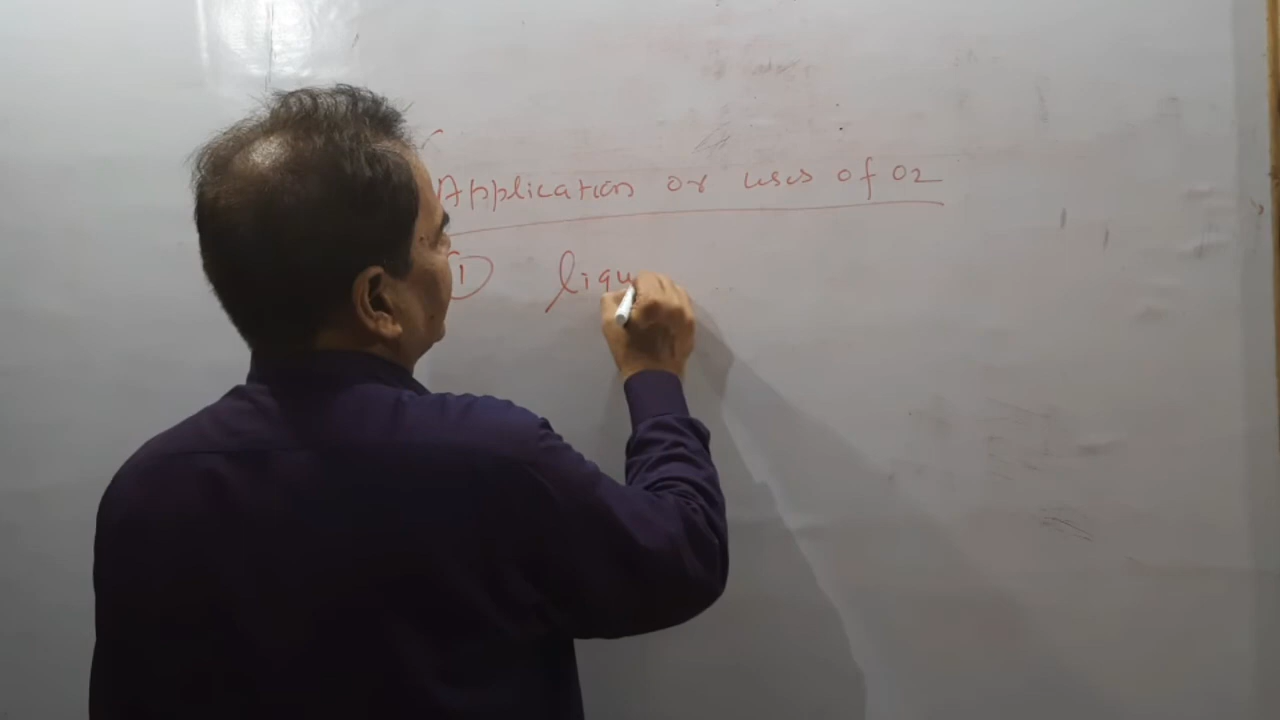 Application or uses of O2
① liqu